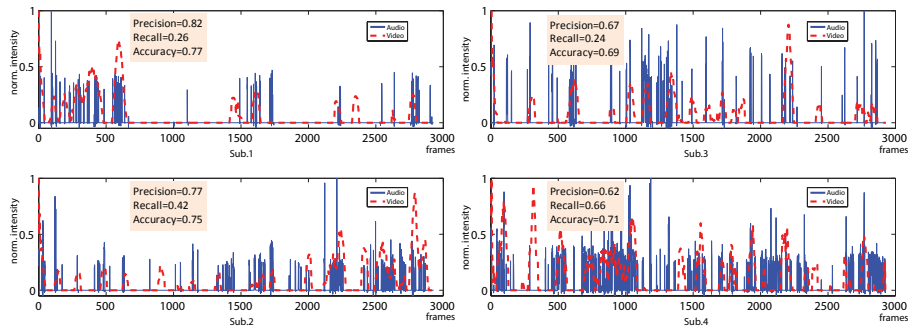 Precision=0.82
Recall=0.26
Accuracy=0.77
Audio
Video
norm. intensity
1
0.5
0
0 500 1000 1500 2000 2500 3000
Sub.1
frames
Precision=0.67
Recall=0.24
Accuracy=0.69
Audio
Video
norm. intensity
1
0.5
0
0 500 1000 1500 2000 2500 3000
Sub.3
frames
Precision=0.77
Recall=0.42
Accuracy=0.75
Audio
Video
norm. intensity
1
0.5
0
0 500 1000 1500 2000 2500 3000
Sub.2
frames
Precision=0.62
Recall=0.66
Accuracy=0.71
Audio
Video
norm. intensity
1
0.5
0
0 500 1000 1500 2000 2500 3000
Sub.4
frames